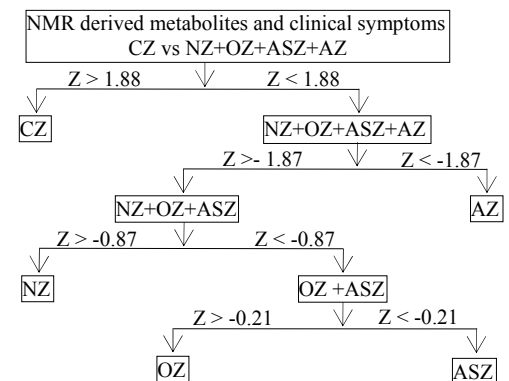 NMR derived metabolites and clinical symptoms
CZ vs NZ+OZ+ASZ+AZ
Z > 1.88
Z < 1.88
CZ
NZ+OZ+ASZ+AZ
Z >- 1.87
Z < -1.87
NZ+OZ+ASZ
AZ
Z > -0.87
Z < -0.87
NZ
OZ +ASZ
Z > -0.21
Z < -0.21
OZ
ASZ